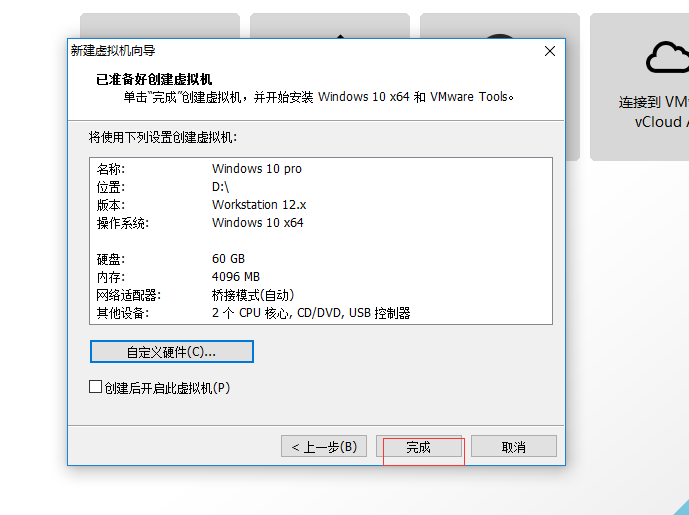 新建虚拟机向导
已准备好创建虚拟机
单击“完成”创建虚拟机，并开始安装 Windows 10 x64 和 VMware Tools。
将使用下列设置创建虚拟机:
名称: Windows 10 pro
位置: D:\
版本: Workstation 12.x
操作系统: Windows 10 x64
硬盘: 60 GB
内存: 4096 MB
网络适配器: 桥接模式(自动)
其他设备: 2 个 CPU 核心, CD/DVD, USB 控制器
自定义硬件(C)...
创建后开启此虚拟机(P)
< 上一步(B) 完成 取消
连接到 VM
vCloud